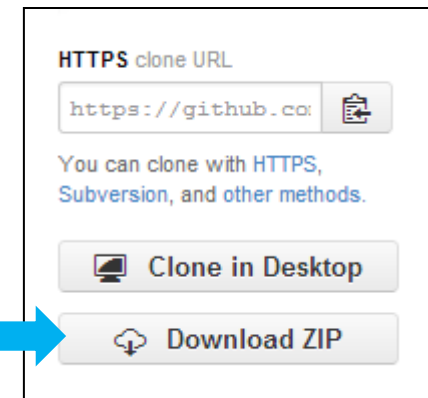 HTTPS clone URL
https://github.co
You can clone with HTTPS,
Subversion, and other methods.
Clone in Desktop
Download ZIP